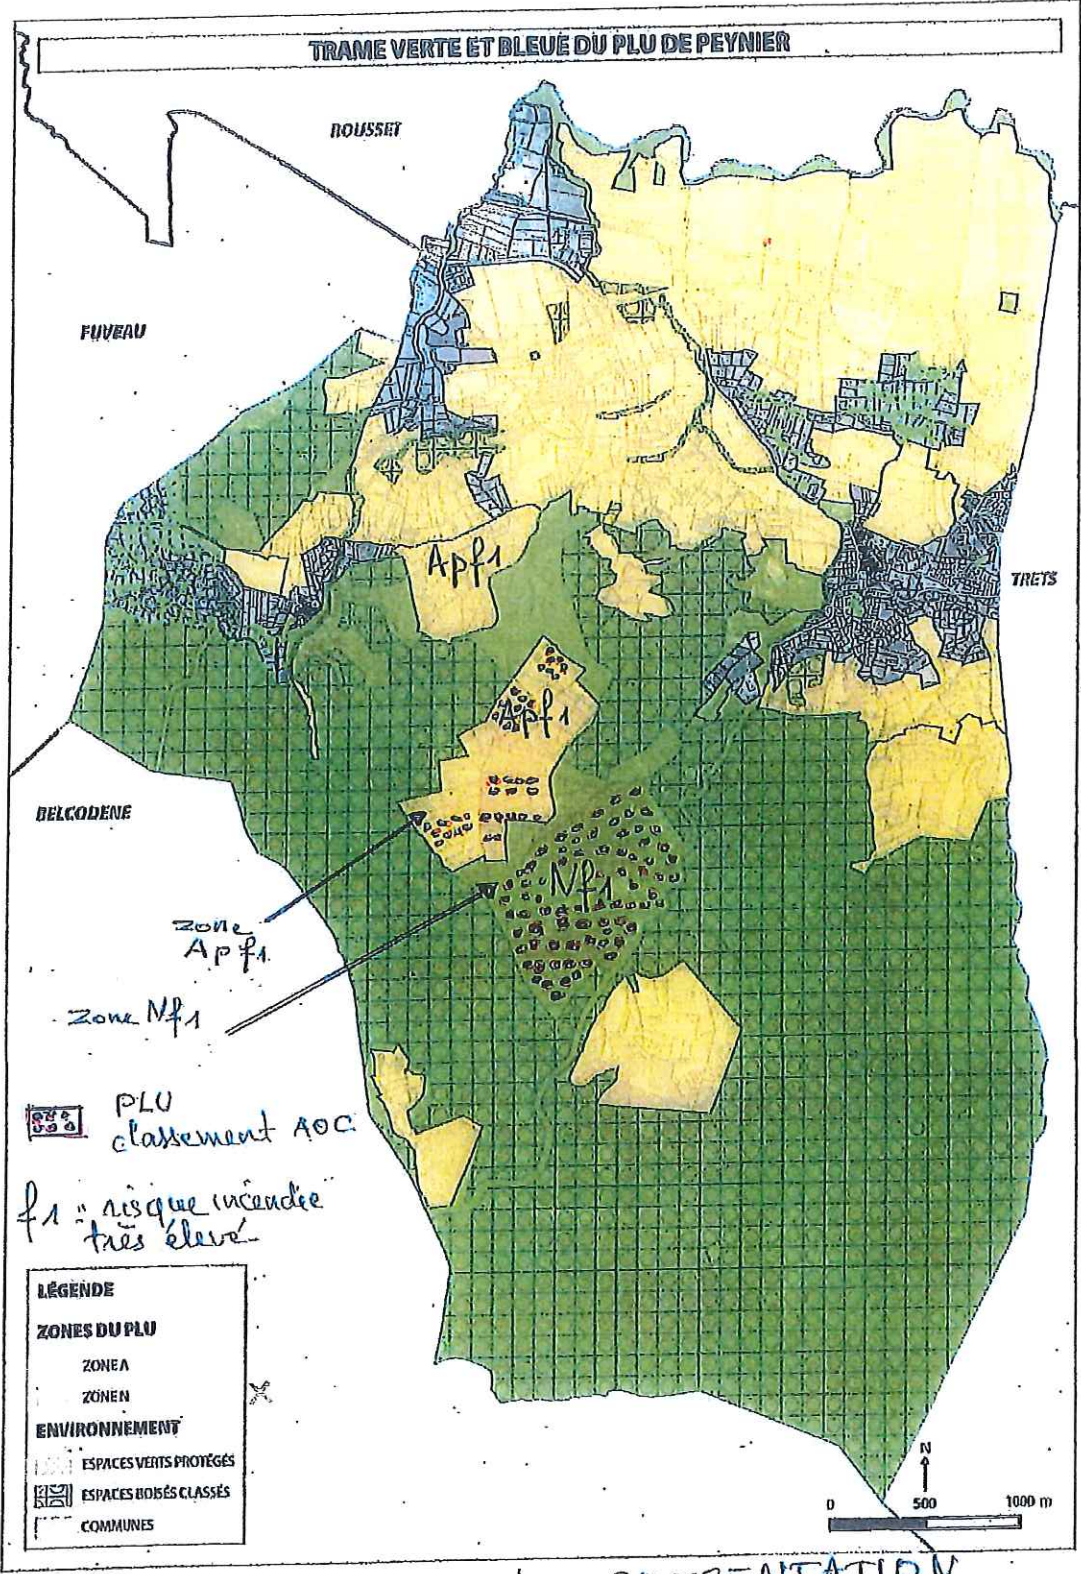 TRAME VERTE ET BLEUE DU PLU DE PEYNIER
ROUSSET
FUVEAU
Apf1
TRETS
Apf1
BELCODENE
Nf1
zone
Apf1
zone Nf1
PLU
classement AOC
f1 : risque incendie
très élevé
LÉGENDE
ZONES DU PLU
ZONE A
ZONE N
ENVIRONNEMENT
ESPACES VERTS PROTÉGÉS
ESPACES BOISÉS CLASSÉS
COMMUNES
N
0 500 1000 m